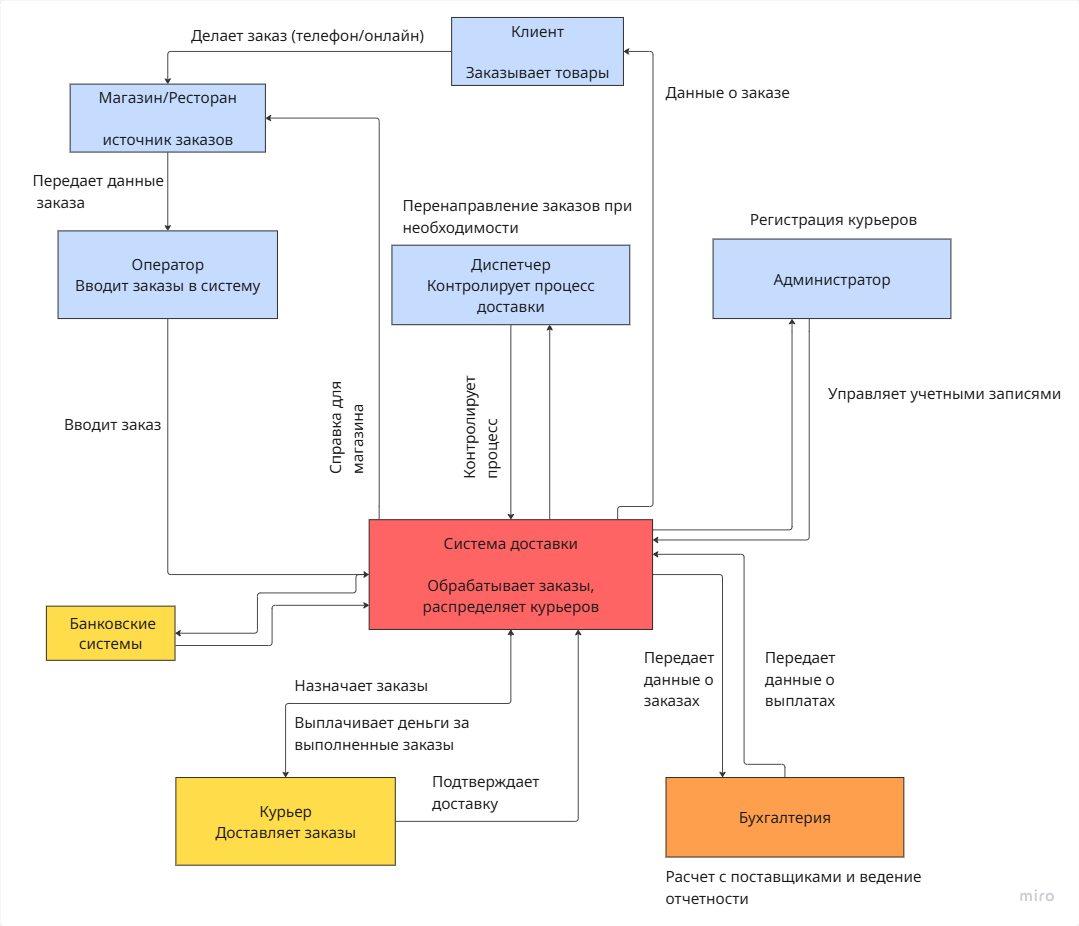 Делает заказ (телефон/онлайн)
Клиент
Заказывает товары
Данные о заказе
Магазин/Ресторан
источник заказов
Передает данные
заказа
Перенаправление заказов при
необходимости
Регистрация курьеров
Оператор
Вводит заказы в систему
Диспетчер
Контролирует процесс
доставки
Администратор
Справка для
магазина
Контролирует
процесс
Управляет учетными записями
Вводит заказ
Система доставки
Обрабатывает заказы,
распределяет курьеров
Банковские
системы
Назначает заказы
Выплачивает деньги за
выполненные заказы
Передает
данные о
заказах
Передает
данные о
выплатах
Подтверждает
доставку
Курьер
Доставляет заказы
Бухгалтерия
Расчет с поставщиками и ведение
отчетности
miro